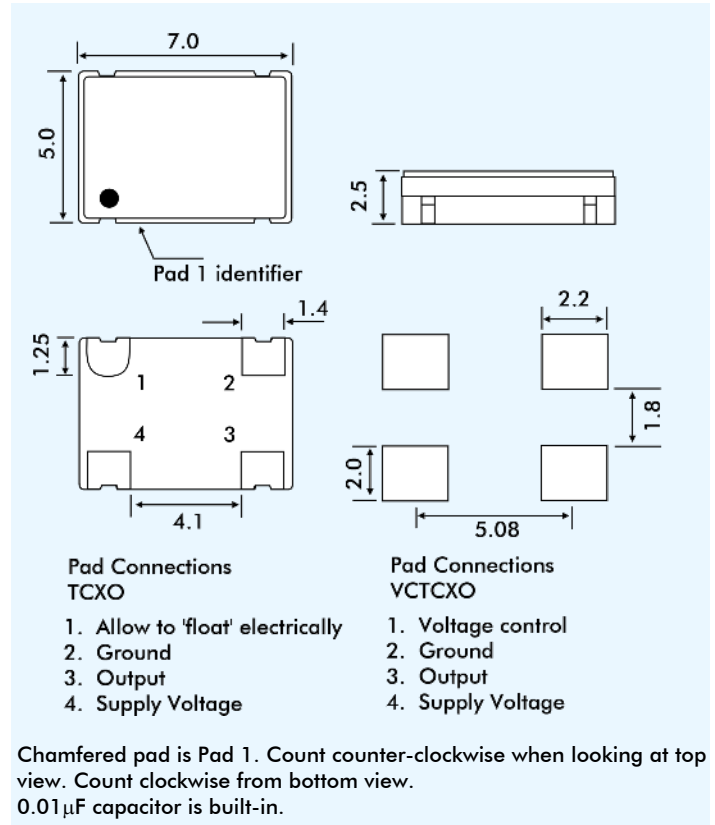 7.0
5.0
2.5
Pad 1 identifier
1.4
2.2
1.25
1
2
1.8
4
3
2.0
4.1
5.08
Pad Connections
TCXO
1. Allow to 'float' electrically
2. Ground
3. Output
4. Supply Voltage
Pad Connections
VCTCXO
1. Voltage control
2. Ground
3. Output
4. Supply Voltage
Chamfered pad is Pad 1. Count counter-clockwise when looking at top
view. Count clockwise from bottom view.
0.01μF capacitor is built-in.